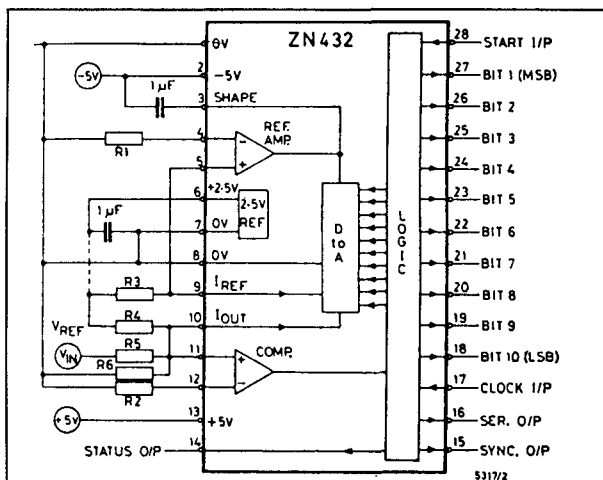 ZN432
0V
-5V
2
-5V
1µF
3
SHAPE
4
R1
REF.
AMP.
5
6
+2·5V
2·5V
REF
1µF
7
0V
8
0V
D
to
A
LOGIC
R3
9
IREF
VREF
R4
10
IOUT
R5
11
VIN
R6
COMP.
12
R2
+5V
13
+5V
STATUS O/P
14
28
START I/P
27
BIT 1 (MSB)
26
BIT 2
25
BIT 3
24
BIT 4
23
BIT 5
22
BIT 6
21
BIT 7
20
BIT 8
19
BIT 9
18
BIT 10 (LSB)
17
CLOCK I/P
16
SER. O/P
15
SYNC. O/P
5317/2